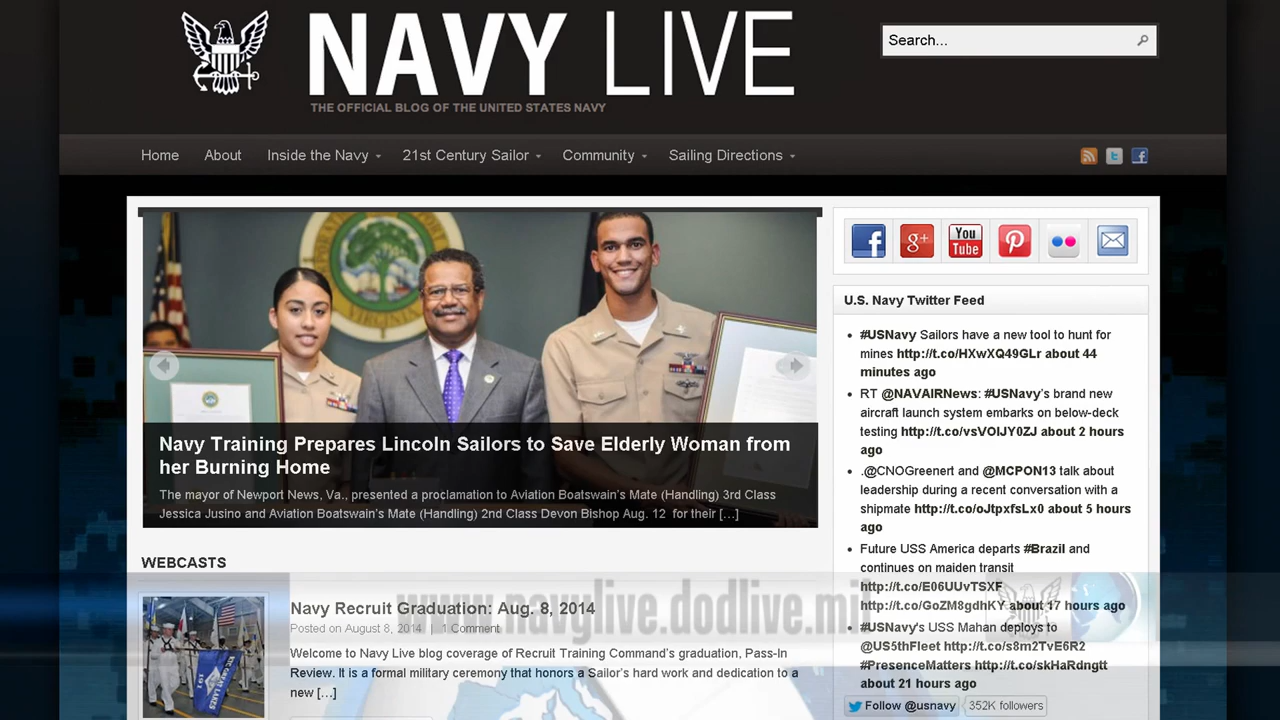 NAVY LIVE
THE OFFICIAL BLOG OF THE UNITED STATES NAVY
Search...
Home About Inside the Navy 21st Century Sailor Community Sailing Directions
Navy Training Prepares Lincoln Sailors to Save Elderly Woman from
her Burning Home
The mayor of Newport News, Va., presented a proclamation to Aviation Boatswain's Mate (Handling) 3rd Class
Jessica Jusino and Aviation Boatswain's Mate (Handling) 2nd Class Devon Bishop Aug. 12 for their [...]
WEBCASTS
Navy Recruit Graduation: Aug. 8, 2014
Posted on August 8, 2014 | 1 Comment
Welcome to Navy Live blog coverage of Recruit Training Command's graduation, Pass-In
Review. It is a formal military ceremony that honors a Sailor's hard work and dedication to a
new [...]
g+
You
Tube
U.S. Navy Twitter Feed
#USNavy Sailors have a new tool to hunt for
mines http://t.co/HXwXQ49GLr about 44
minutes ago
RT @NAVAIRNews: #USNavy's brand new
aircraft launch system embarks on below-deck
testing http://t.co/vsVOIJY0ZJ about 2 hours
ago
.@CNOGreenert and @MCPON13 talk about
leadership during a recent conversation with a
shipmate http://t.co/oJtpxfsLx0 about 5 hours
ago
Future USS America departs #Brazil and
continues on maiden transit
http://t.co/E06UUvTSXF
http://t.co/GoZM8gdhKY about 17 hours ago
#USNavy's USS Mahan deploys to
@US5thFleet http://t.co/s8m2TvE6R2
#PresenceMatters http://t.co/skHaRdngtt
about 21 hours ago
Follow @usnavy 352K followers
www.navylive.dodlive.mil